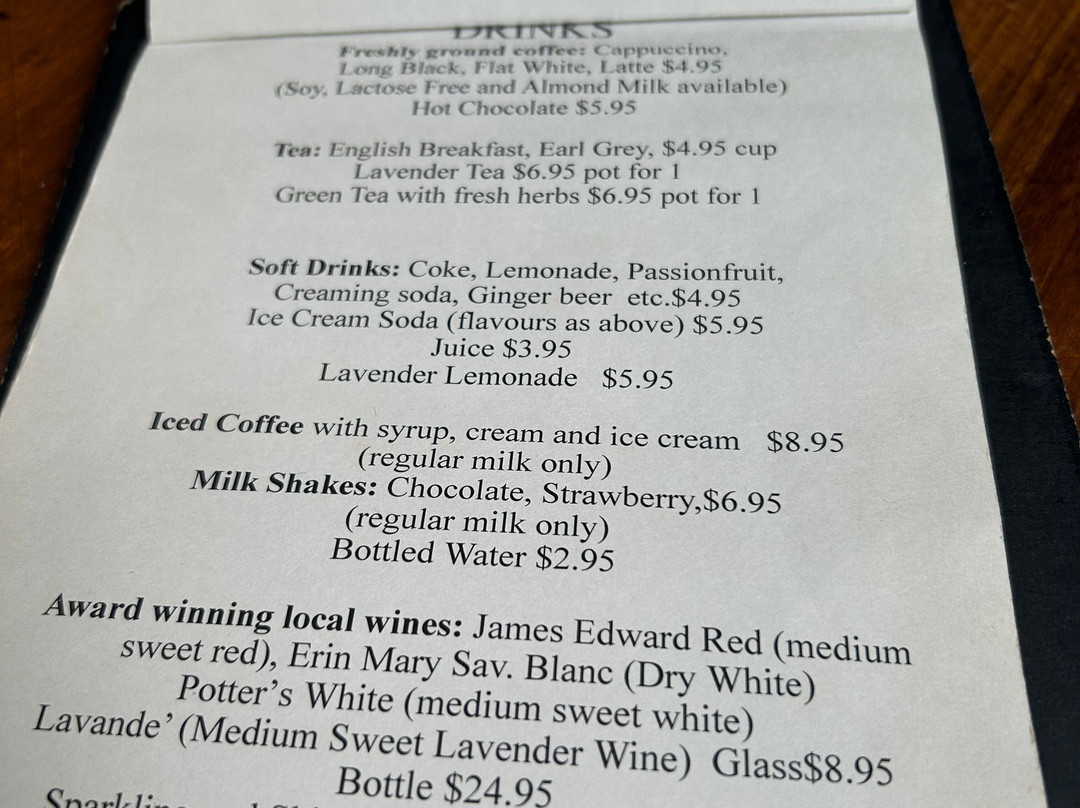 DRINKS
Freshly ground coffee: Cappuccino,
Long Black, Flat White, Latte $4.95
(Soy, Lactose Free and Almond Milk available)
Hot Chocolate $5.95
Tea: English Breakfast, Earl Grey, $4.95 cup
Lavender Tea $6.95 pot for 1
Green Tea with fresh herbs $6.95 pot for 1
Soft Drinks: Coke, Lemonade, Passionfruit,
Creaming soda, Ginger beer etc.$4.95
Ice Cream Soda (flavours as above) $5.95
Juice $3.95
Lavender Lemonade $5.95
Iced Coffee with syrup, cream and ice cream $8.95
(regular milk only)
Milk Shakes: Chocolate, Strawberry,$6.95
(regular milk only)
Bottled Water $2.95
Award winning local wines: James Edward Red (medium
sweet red), Erin Mary Sav. Blanc (Dry White)
Potter's White (medium sweet white)
Lavande' (Medium Sweet Lavender Wine) Glass$8.95
Bottle $24.95